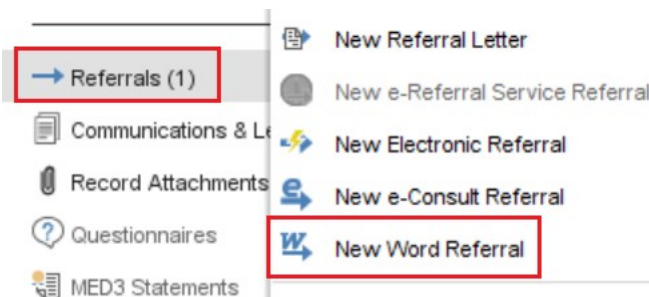 Referrals (1)
Communications & Le
Record Attachments
Questionnaires
MED3 Statements
New Referral Letter
New e-Referral Service Referral
New Electronic Referral
New e-Consult Referral
New Word Referral